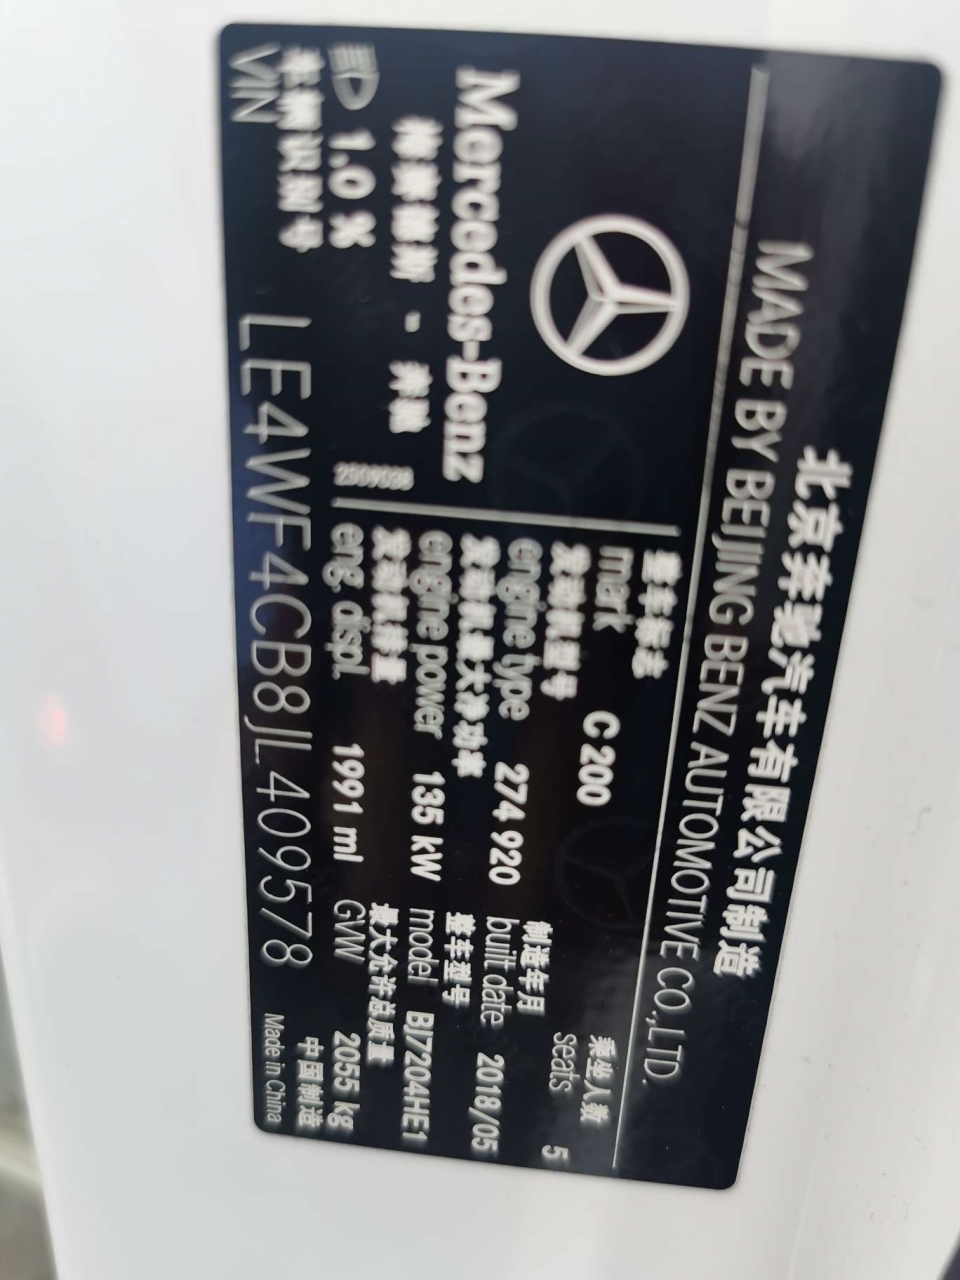 北京奔驰汽车有限公司制造
MADE BY BEIJING BENZ AUTOMOTIVE CO.,LTD.
Mercedes-Benz
梅赛德斯 - 奔驰
1.0 %
整车标志
mark C 200
乘坐人数
seats 5
发动机型号
engine type 274 920
制造年月
built date 2018/05
发动机最大净功率
engine power 135 kW
整车型号
model BJ7204HE1
发动机排量
eng. displ. 1991 ml
最大允许总质量
GVW 2055 kg
车辆识别号
VIN LE4WF4CB8JL409578
中国制造
Made in China